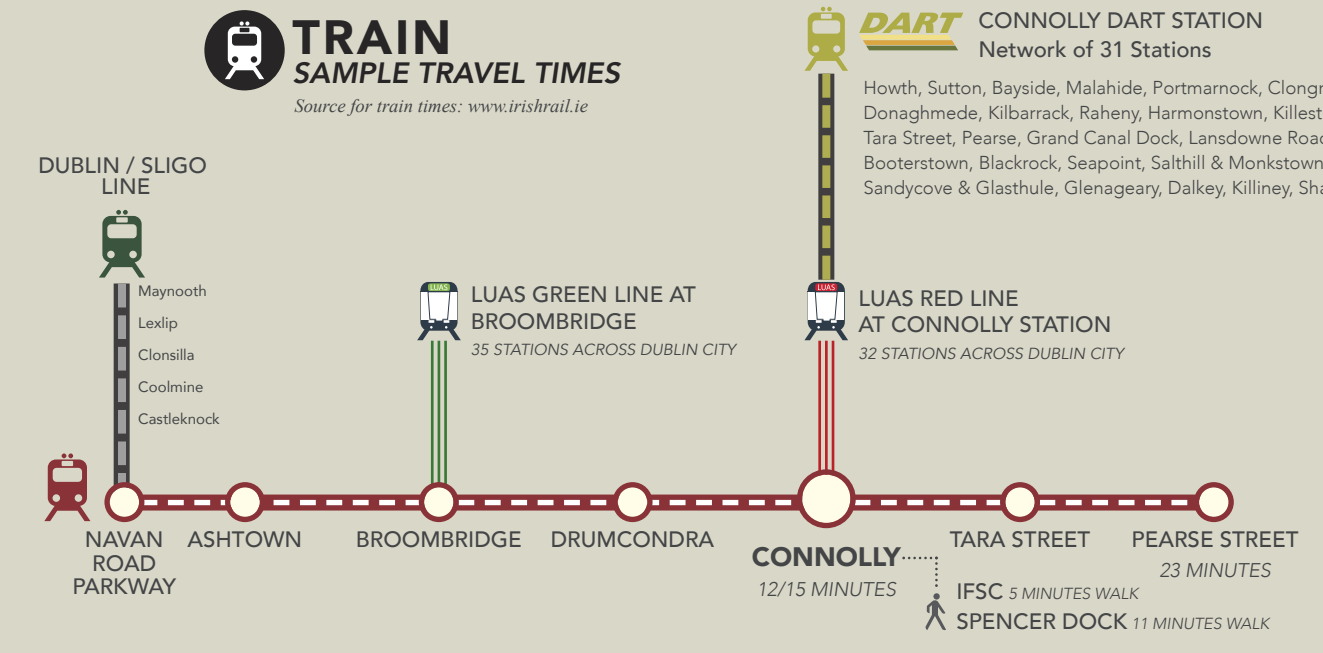 TRAIN
SAMPLE TRAVEL TIMES
Source for train times: www.irishrail.ie
DART
CONNOLLY DART STATION
Network of 31 Stations
Howth, Sutton, Bayside, Malahide, Portmarnock,
Donaghmede, Kilbarrack, Raheny, Harmonstown,
Tara Street, Pearse, Grand Canal Dock, Lansdowne Road
Booterstown, Blackrock, Seapoint, Salthill & Monkstown
Sandycove & Glasthule, Glenageary, Dalkey, Killiney,
DUBLIN / SLIGO
LINE
Maynooth
Lexlip
Clonsilla
Coolmine
Castleknock
LUAS
LUAS GREEN LINE AT
BROOMBRIDGE
35 STATIONS ACROSS DUBLIN CITY
LUAS
LUAS RED LINE
AT CONNOLLY STATION
32 STATIONS ACROSS DUBLIN CITY
NAVAN
ROAD
PARKWAY
ASHTOWN
BROOMBRIDGE
DRUMCONDRA
CONNOLLY
12/15 MINUTES
TARA STREET
PEARSE STREET
23 MINUTES
IFSC 5 MINUTES WALK
SPENCER DOCK 11 MINUTES WALK